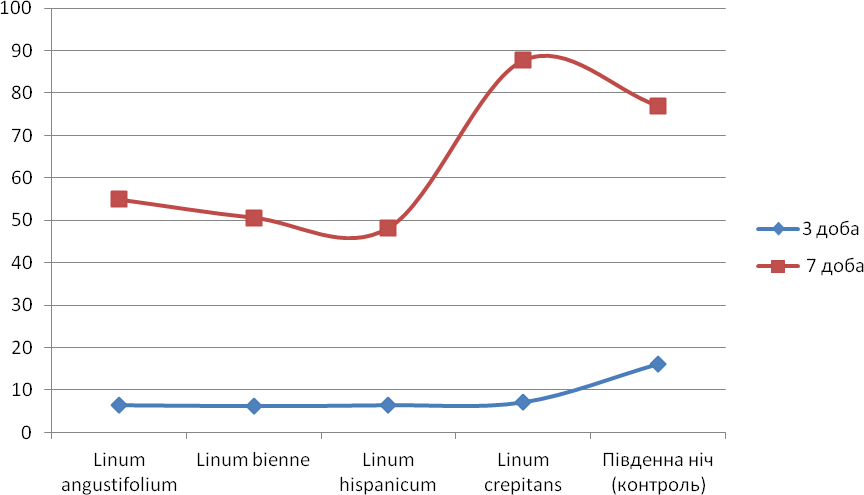 100
90
80
70
60
50
40
30
20
10
0
Linum
angustifolium
Linum bienne
Linum
hispanicum
Linum
crepitans
Південна ніч
(контроль)
3 доба
7 доба